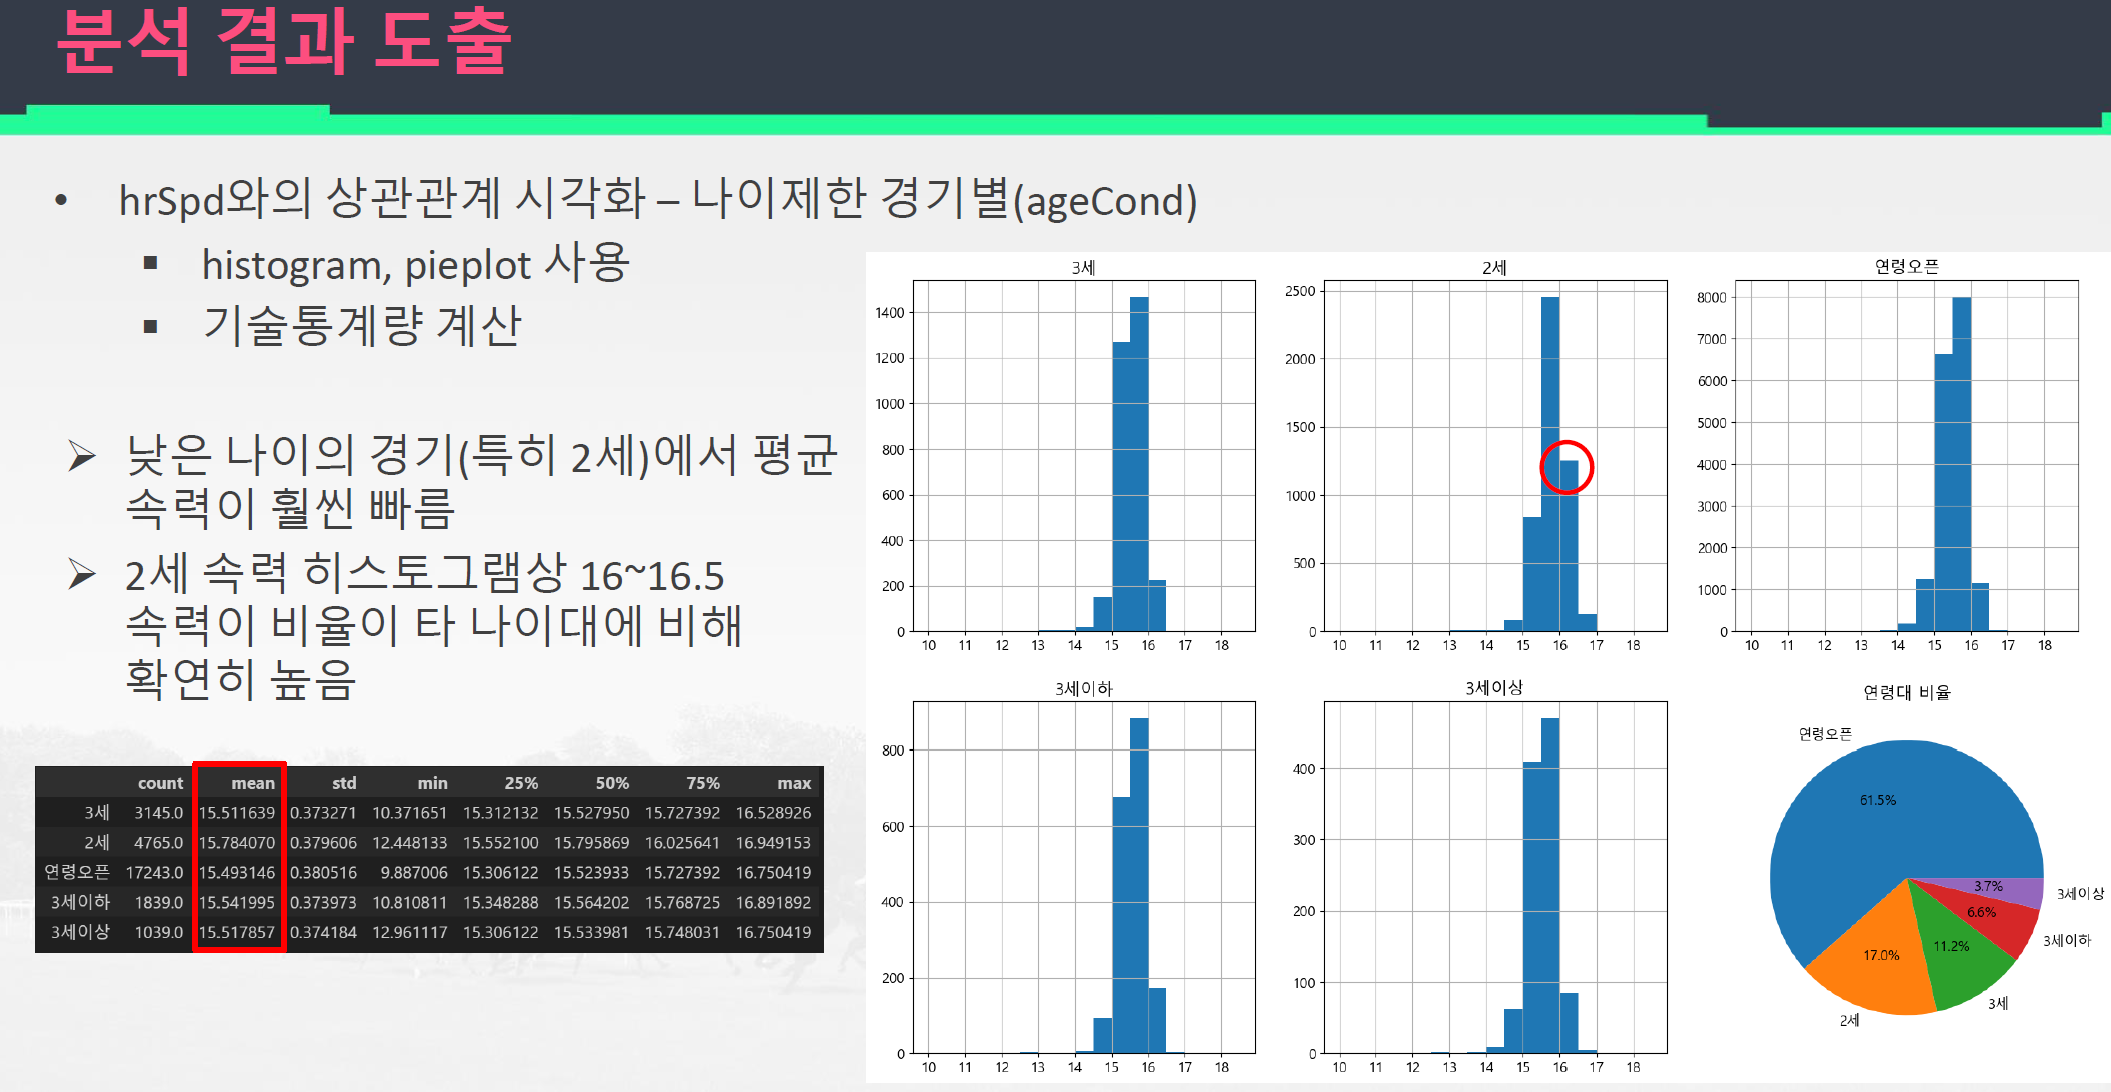 분석 결과 도출
• hrSpd와의 상관관계 시각화 – 나이제한 경기별(ageCond)
▪ histogram, pieplot 사용
▪ 기술통계량 계산
➢ 낮은 나이의 경기(특히 2세)에서 평균
속력이 훨씬 빠름
➢ 2세 속력 히스토그램상 16~16.5
속력이 비율이 타 나이대에 비해
확연히 높음
count mean std min 25% 50% 75% max
3세 3145.0 15.511639 0.373271 10.371651 15.312132 15.527950 15.727392 16.528926
2세 4765.0 15.784070 0.379606 12.448133 15.552100 15.795869 16.025641 16.949153
연령오픈 17243.0 15.493146 0.380516 9.887006 15.306122 15.523933 15.727392 16.750419
3세이하 1839.0 15.541995 0.373973 10.810811 15.348288 15.564202 15.768725 16.891892
3세이상 1039.0 15.517857 0.374184 12.961117 15.306122 15.533981 15.748031 16.750419
3세
1400
1200
1000
800
600
400
200
0
10 11 12 13 14 15 16 17 18
2세
2500
2000
1500
1000
500
0
10 11 12 13 14 15 16 17 18
연령오픈
8000
7000
6000
5000
4000
3000
2000
1000
0
10 11 12 13 14 15 16 17 18
3세이하
800
600
400
200
0
10 11 12 13 14 15 16 17 18
3세이상
400
300
200
100
0
10 11 12 13 14 15 16 17 18
연령대 비율
연령오픈
61.5%
3.7%
3세이상
6.6%
3세이하
11.2%
3세
17.0%
2세